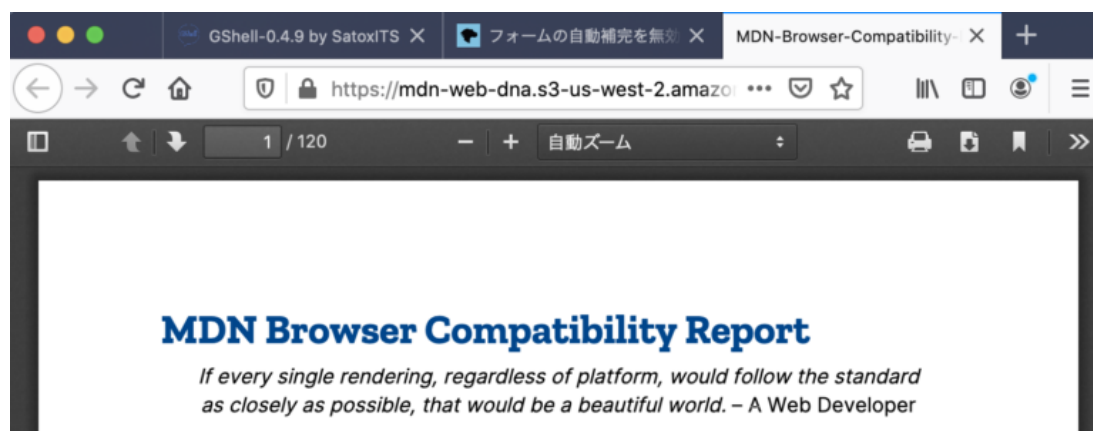 GShell-0.4.9 by SatoxITS
フォームの自動補完を無効
MDN-Browser-Compatibility-
https://mdn-web-dna.s3-us-west-2.amazo
1 / 120
自動ズーム
MDN Browser Compatibility Report
If every single rendering, regardless of platform, would follow the standard
as closely as possible, that would be a beautiful world. – A Web Developer